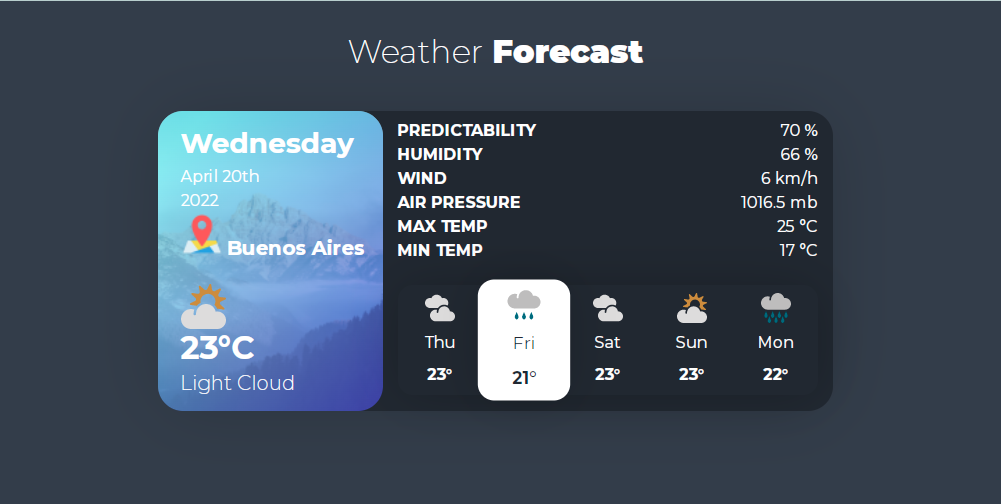 Weather Forecast
Wednesday
April 20th
2022
Buenos Aires
23°C
Light Cloud
PREDICTABILITY 70 %
HUMIDITY 66 %
WIND 6 km/h
AIR PRESSURE 1016.5 mb
MAX TEMP 25 °C
MIN TEMP 17 °C
Thu Fri Sat Sun Mon
23° 21° 23° 23° 22°